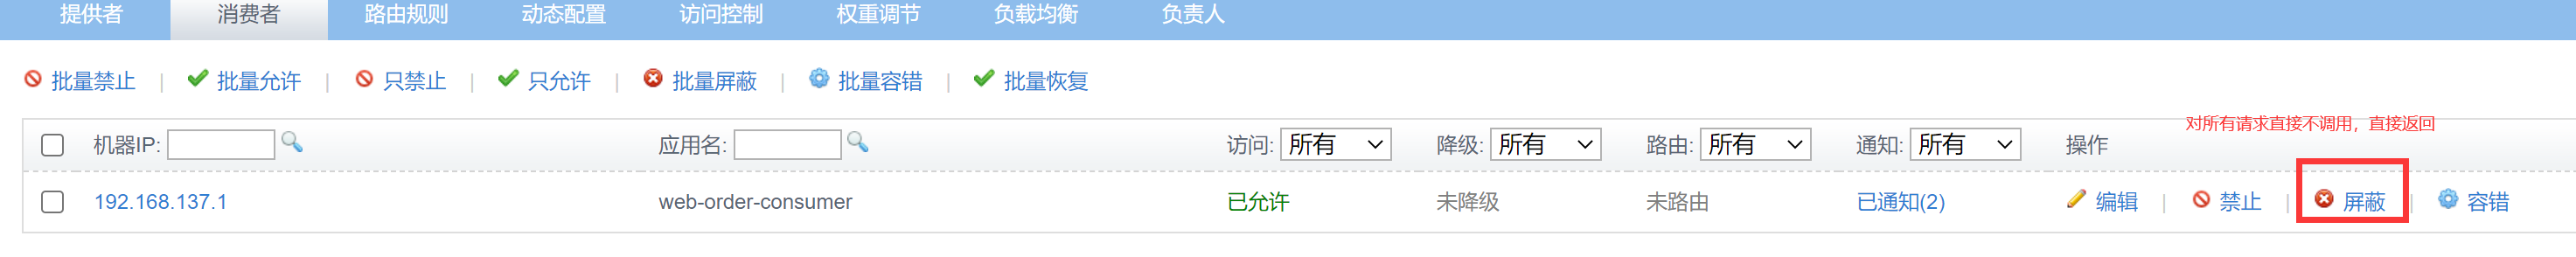 提供者 消费者 路由规则 动态配置 访问控制 权重调节 负载均衡 负责人
批量禁止 | 批量允许 | 只禁止 | 只允许 | 批量屏蔽 | 批量容错 | 批量恢复
对所有请求直接不调用，直接返回
机器IP: 应用名: 访问: 所有 降级: 所有 路由: 所有 通知: 所有 操作
192.168.137.1 web-order-consumer 已允许 未降级 未路由 已通知(2) 编辑 | 禁止 | 屏蔽 | 容错